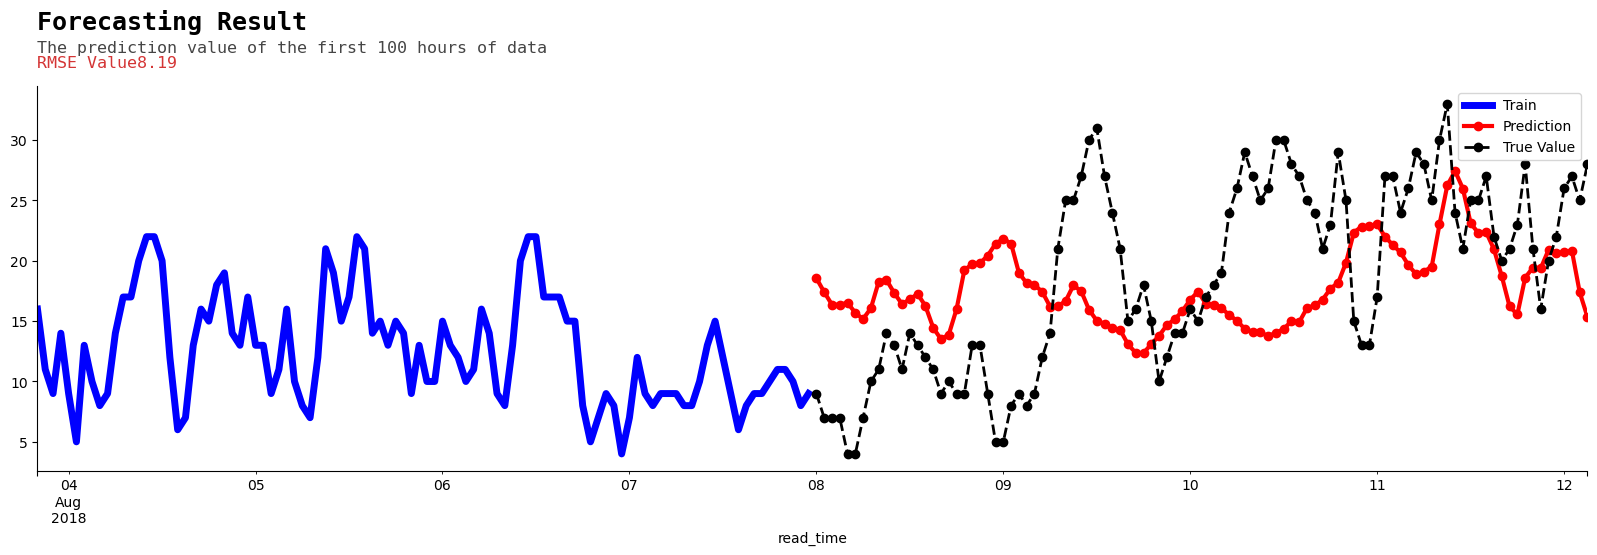 Forecasting Result
The prediction value of the first 100 hours of data
RMSE Value8.19
Train
Prediction
True Value
30
25
20
15
10
5
04 05 06 07 08 09 10 11 12
Aug
2018
read_time